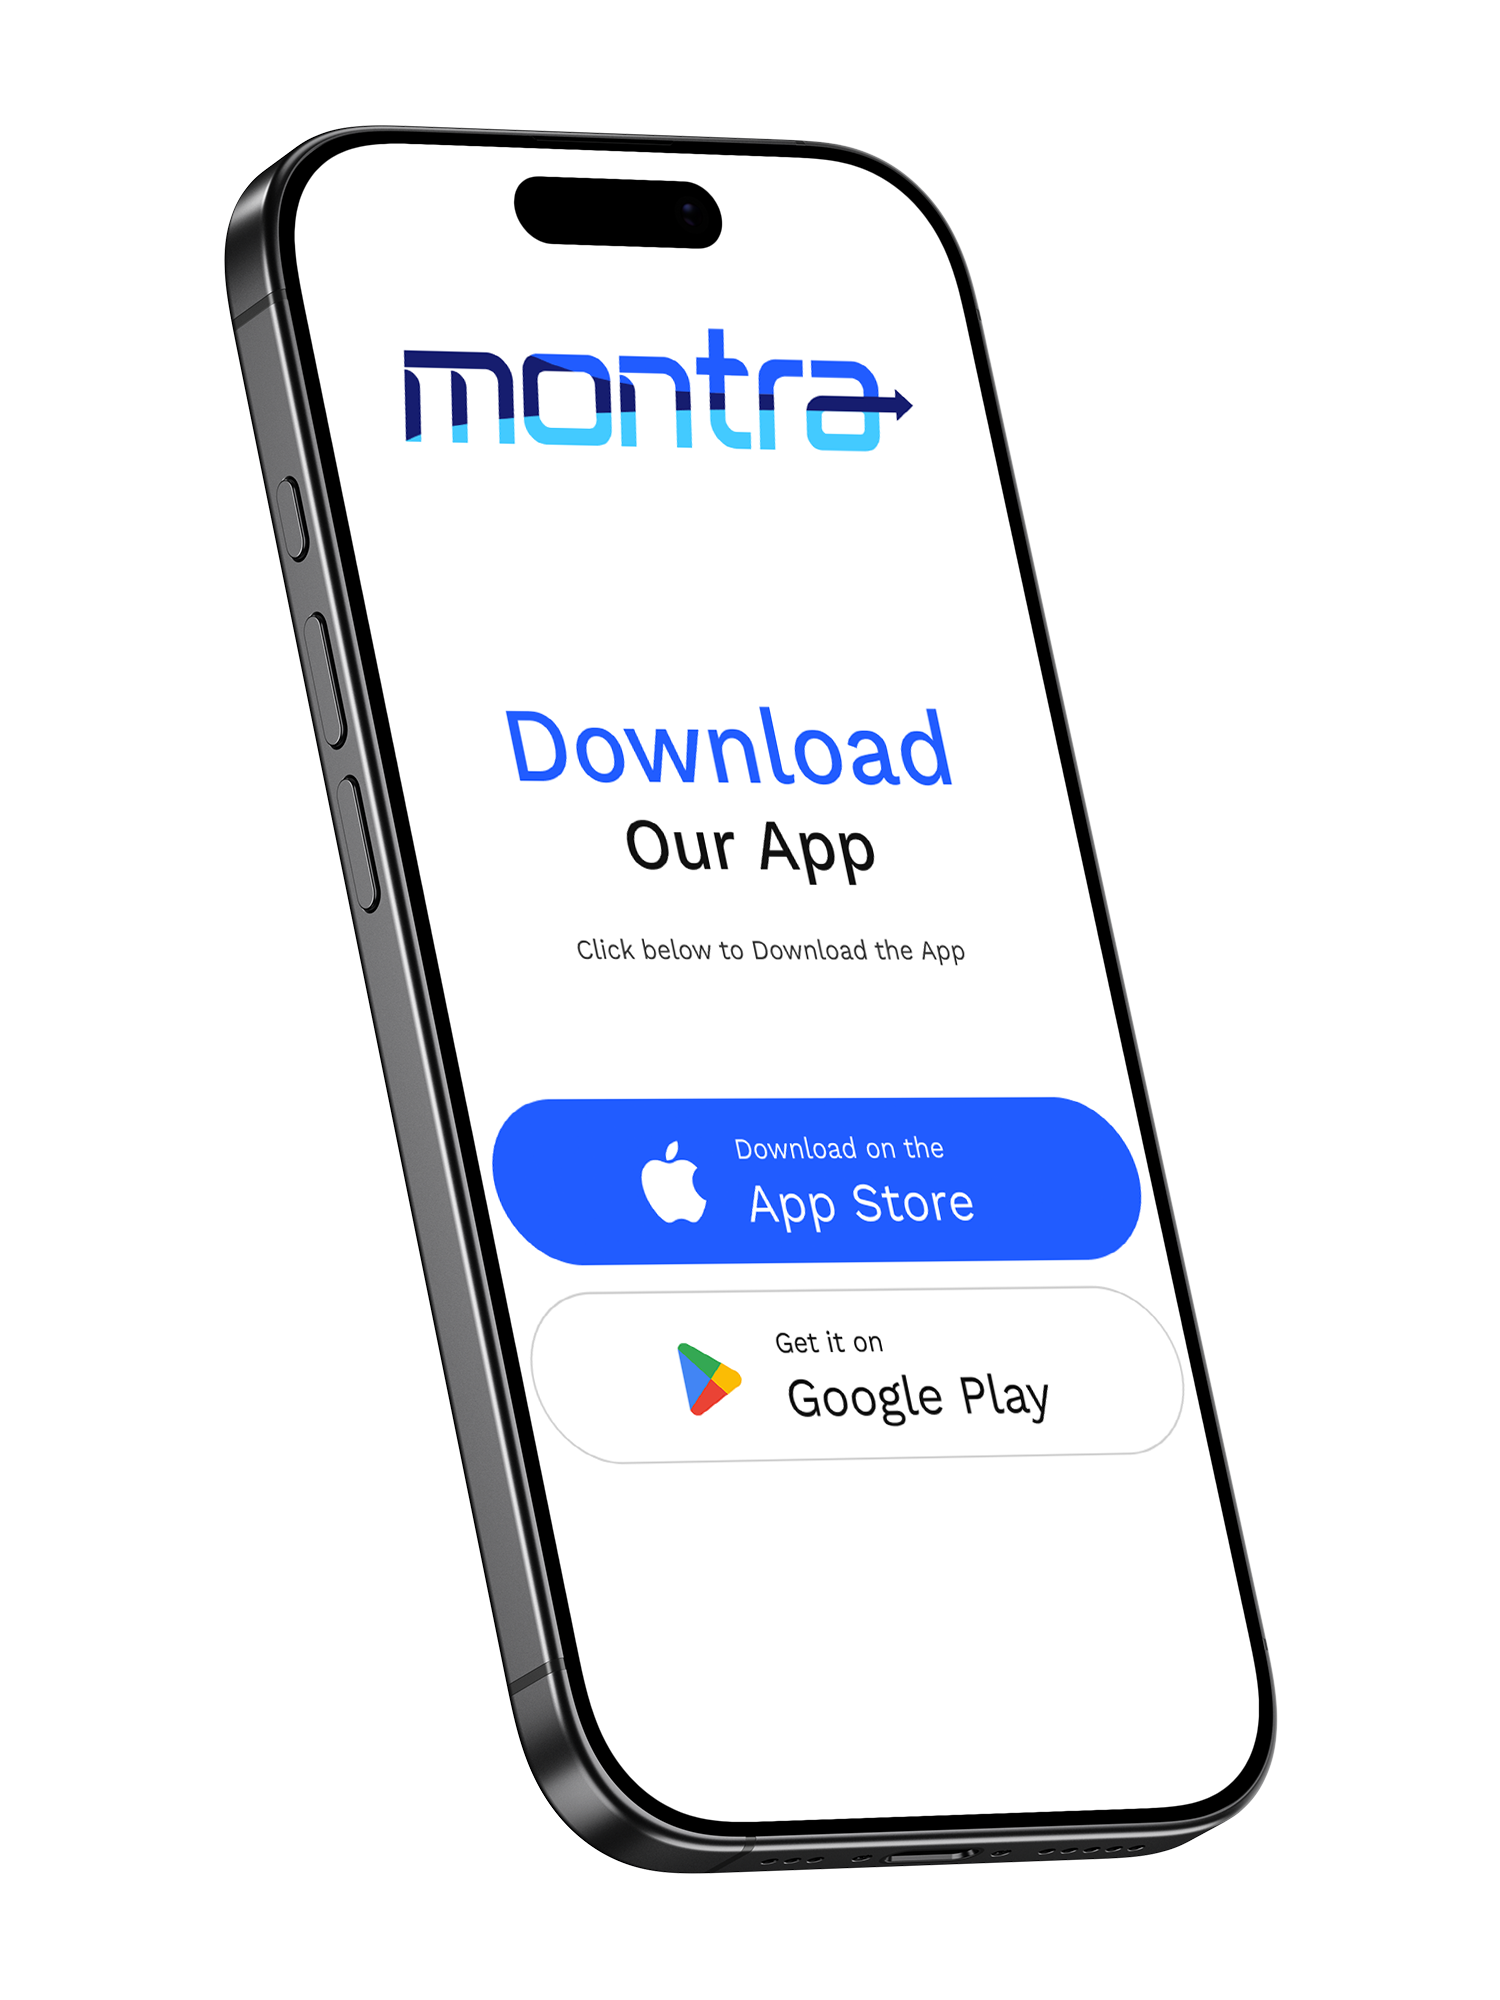 montra
Download
Our App
Click below to Download the App
Download on the
App Store
Get it on
Google Play